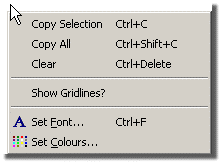 Copy Selection Ctrl+C
Copy All Ctrl+Shift+C
Clear Ctrl+Delete
Show Gridlines?
A Set Font... Ctrl+F
Set Colours...